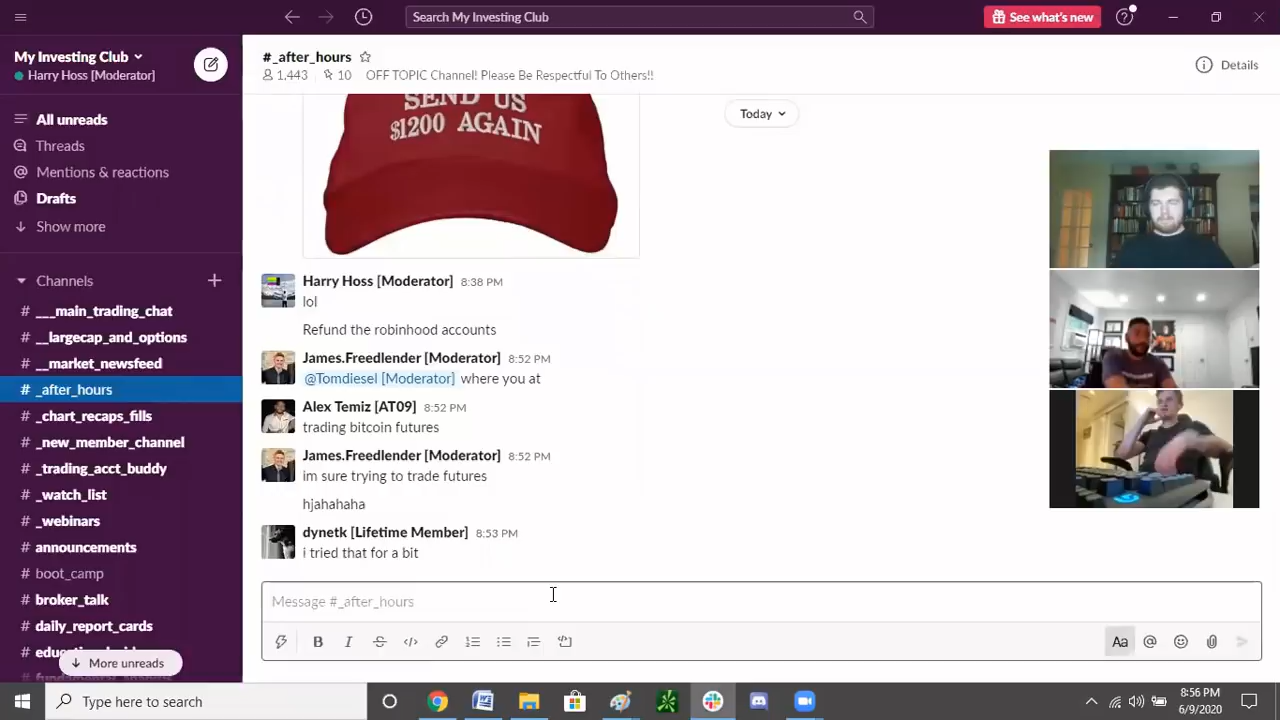 Search My Investing Club
See what's new
My Investing Club
Harry Hoss [Moderator]
All unreads
Threads
Mentions & reactions
Drafts
Show more
Channels
# ___main_trading_chat
# __largecap_and_options
# __market_newsfeed
# _after_hours
# _chart_recaps_fills
# _new_member_channel
# _trading_acct_buddy
# _watch_list
# _webinars
# announcements
# boot_camp
# broker_talk
# daily_report_cards
More unreads
#_after_hours
1,443 10 OFF TOPIC Channel! Please Be Respectful To Others!!
Details
Today
SEND US
$1200 AGAIN
Harry Hoss [Moderator] 8:38 PM
lol
Refund the robinhood accounts
James.Freedlender [Moderator] 8:52 PM
@Tomdiesel [Moderator] where you at
Alex Temiz [AT09] 8:52 PM
trading bitcoin futures
James.Freedlender [Moderator] 8:52 PM
im sure trying to trade futures
hjahahaha
dynetk [Lifetime Member] 8:53 PM
i tried that for a bit
Message #_after_hours
B I S </> Aa @
Type here to search
8:56 PM
6/9/2020